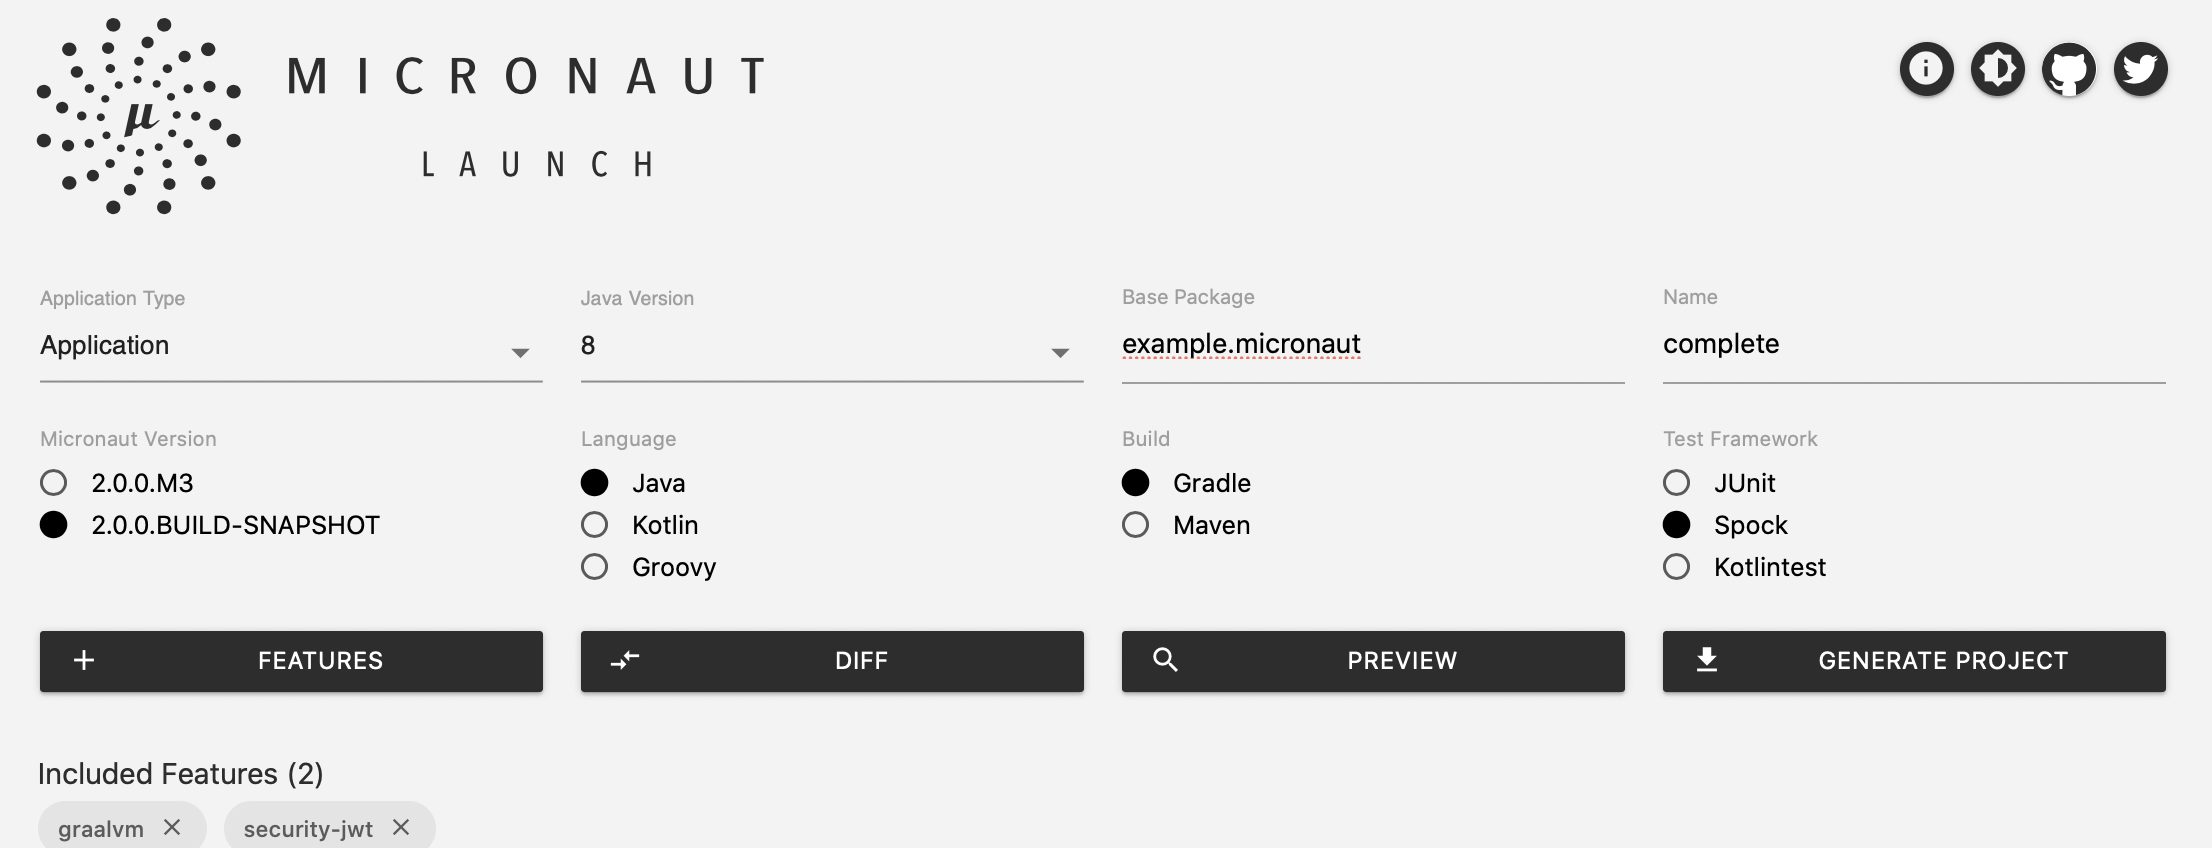 μ
MICRONAUT
LAUNCH
Application Type
Application
Java Version
8
Base Package
example.micronaut
Name
complete
Micronaut Version
2.0.0.M3
2.0.0.BUILD-SNAPSHOT
Language
Java
Kotlin
Groovy
Build
Gradle
Maven
Test Framework
JUnit
Spock
Kotlintest
FEATURES
DIFF
PREVIEW
GENERATE PROJECT
Included Features (2)
graalvm
security-jwt